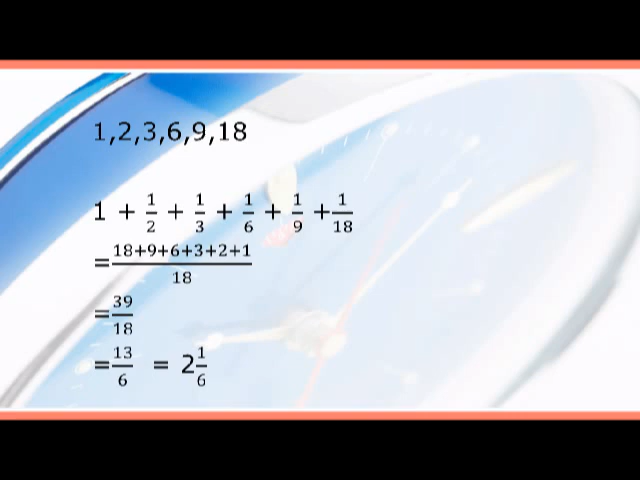 1,2,3,6,9,18
1 + 1/2 + 1/3 + 1/6 + 1/9 + 1/18
= 18+9+6+3+2+1/18
= 39/18
= 13/6 = 2 1/6